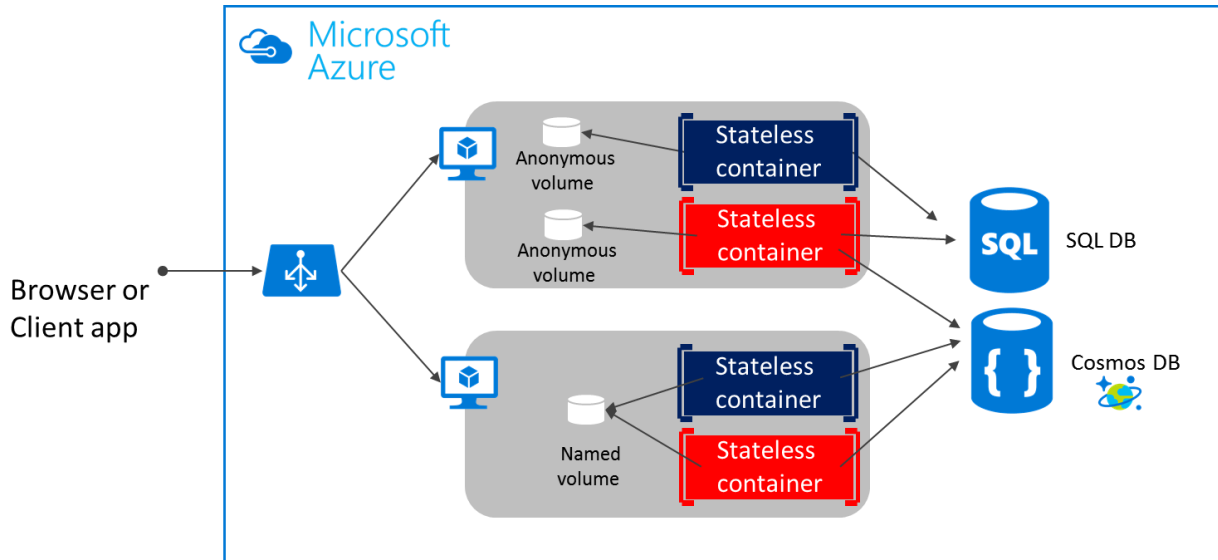 Microsoft
Azure
Browser or
Client app
Anonymous
volume
Stateless
container
Anonymous
volume
Stateless
container
SQL
SQL DB
Named
volume
Stateless
container
Stateless
container
{ }
Cosmos DB